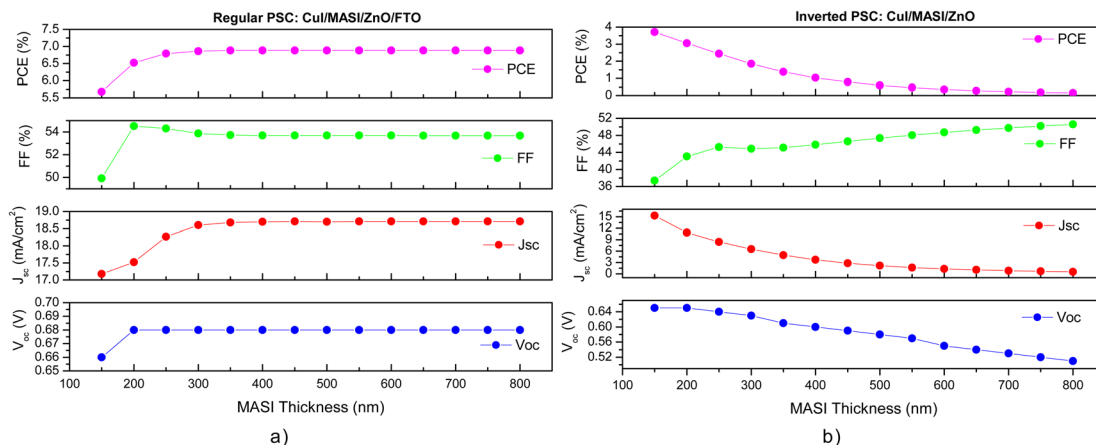 Regular PSC: CuI/MASI/ZnO/FTO
PCE (%)
7.5
7.0
6.5
6.0
5.5
PCE
FF (%)
54
52
50
FF
Jsc (mA/cm²)
19.0
18.5
18.0
17.5
17.0
Jsc
Voc (V)
0.70
0.69
0.68
0.67
0.66
0.65
Voc
100 200 300 400 500 600 700 800
MASI Thickness (nm)
a)
Inverted PSC: CuI/MASI/ZnO
PCE (%)
4
3
2
1
0
PCE
FF (%)
52
48
44
40
36
FF
Jsc (mA/cm²)
15
12
9
6
3
0
Jsc
Voc (V)
0.64
0.60
0.56
0.52
Voc
100 200 300 400 500 600 700 800
MASI Thickness (nm)
b)